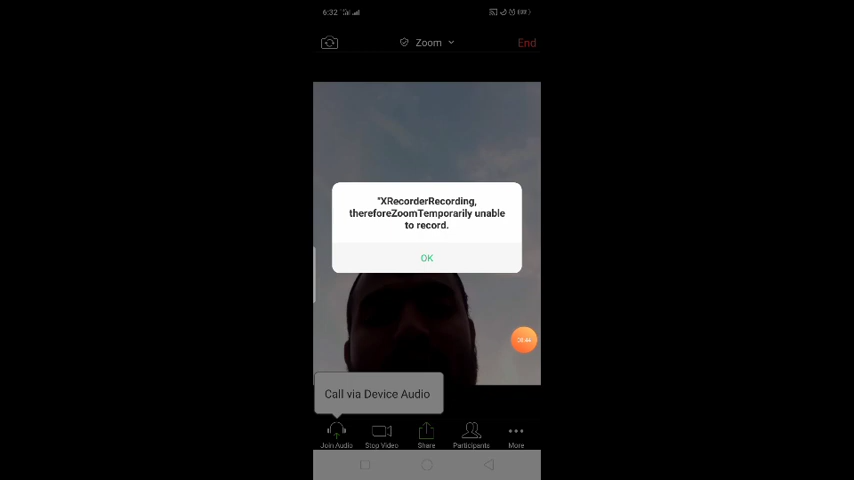 6:32
Zoom
End
"XRecorderRecording,
thereforeZoomTemporarily unable
to record.
OK
Call via Device Audio
Join Audio
Stop Video
Share
Participants
More